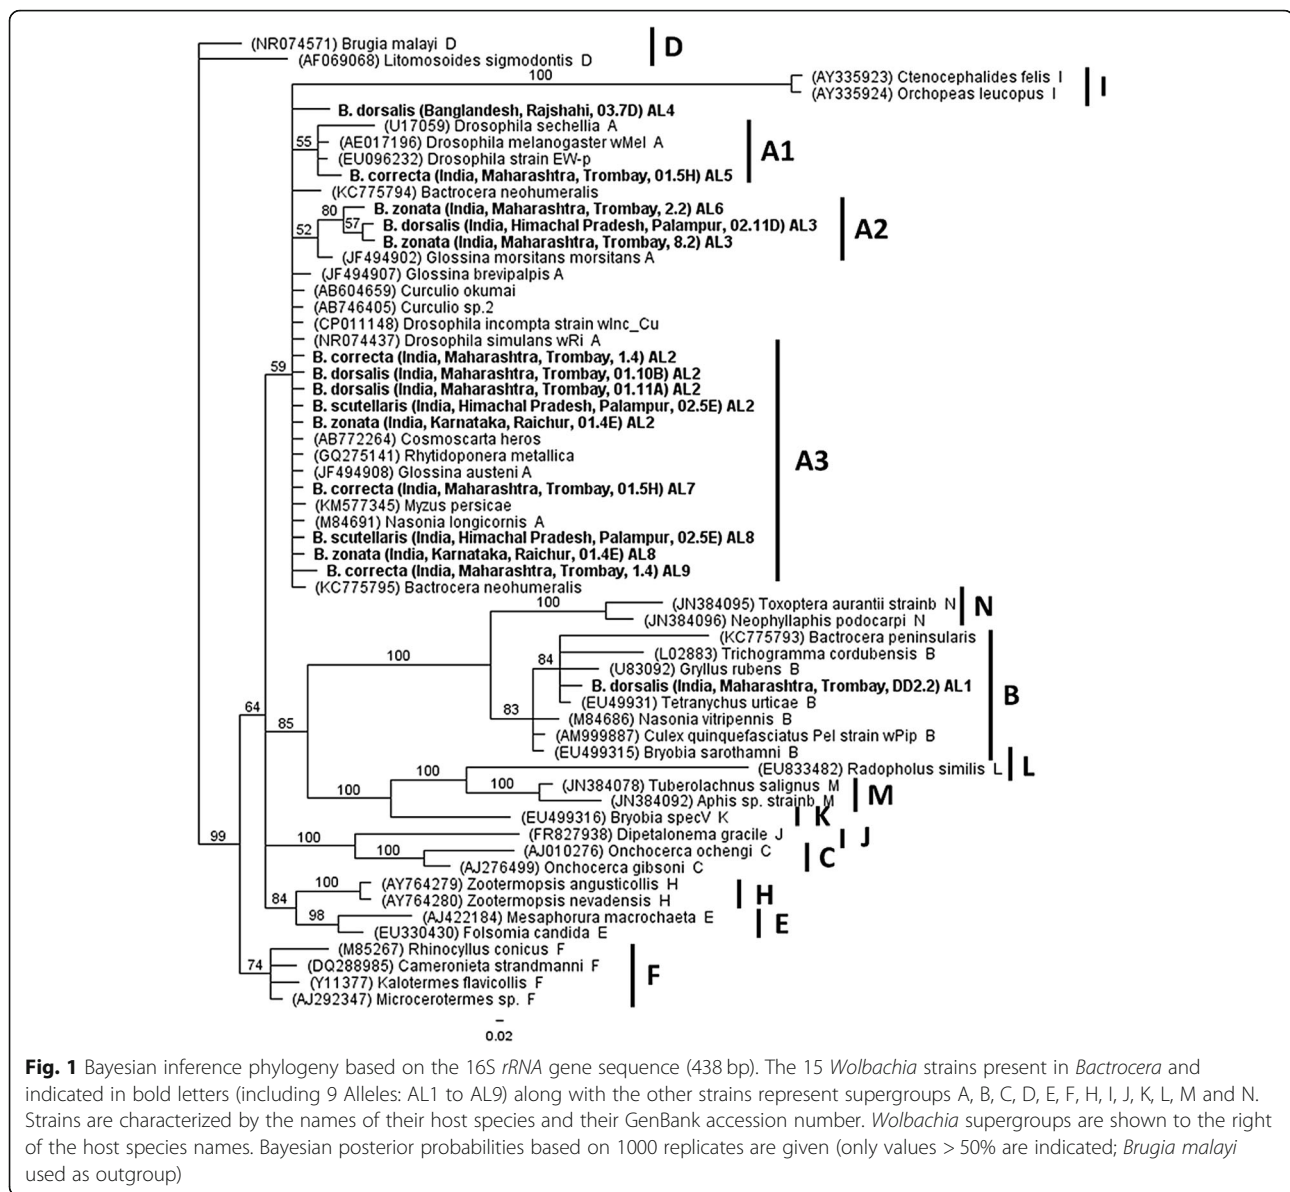 (NR074571) Brugia malayi D
D
(AF069068) Litomosoides sigmodontis D
100
(AY335923) Ctenocephalides felis I
I
(AY335924) Orchopeas leucopus I
B. dorsalis (Banglandesh, Rajshahi, 03.7D) AL4
(U17059) Drosophila sechellia A
55
(AE017196) Drosophila melanogaster wMel A
A1
(EU096232) Drosophila strain EW-p
B. correcta (India, Maharashtra, Trombay, 01.5H) AL5
(KC775794) Bactrocera neohumeralis
80
B. zonata (India, Maharashtra, Trombay, 2.2) AL6
57
B. dorsalis (India, Himachal Pradesh, Palampur, 02.11D) AL3
A2
52
B. zonata (India, Maharashtra, Trombay, 8.2) AL3
(JF494902) Glossina morsitans morsitans A
(JF494907) Glossina brevipalpis A
(AB604659) Curculio okumai
(AB746405) Curculio sp.2
(CP011148) Drosophila incompta strain wInc_Cu
(NR074437) Drosophila simulans wRi A
B. correcta (India, Maharashtra, Trombay, 1.4) AL2
59
B. dorsalis (India, Maharashtra, Trombay, 01.10B) AL2
B. dorsalis (India, Maharashtra, Trombay, 01.11A) AL2
B. scutellaris (India, Himachal Pradesh, Palampur, 02.5E) AL2
B. zonata (India, Karnataka, Raichur, 01.4E) AL2
(AB772264) Cosmoscarta heros
(GQ275141) Rhytidoponera metallica
A3
(JF494908) Glossina austeni A
B. correcta (India, Maharashtra, Trombay, 01.5H) AL7
(KM577345) Myzus persicae
(M84691) Nasonia longicornis A
B. scutellaris (India, Himachal Pradesh, Palampur, 02.5E) AL8
B. zonata (India, Karnataka, Raichur, 01.4E) AL8
B. correcta (India, Maharashtra, Trombay, 1.4) AL9
(KC775795) Bactrocera neohumeralis
100
(JN384095) Toxoptera aurantii strainb N
N
(JN384096) Neophyllaphis podocarpi N
(KC775793) Bactrocera peninsularis
100
84
(L02883) Trichogramma cordubensis B
(U83092) Gryllus rubens B
B. dorsalis (India, Maharashtra, Trombay, DD2.2) AL1
B
(EU49931) Tetranychus urticae B
64
85
83
(M84686) Nasonia vitripennis B
(AM999887) Culex quinquefasciatus Pel strain wPip B
(EU499315) Bryobia sarothamni B
100
(EU833482) Radopholus similis L
L
100
(JN384078) Tuberolachnus salignus M
M
100
(JN384092) Aphis sp. strainb M
(EU499316) Bryobia specV K
K
99
100
(FR827938) Dipetalonema gracile J
J
100
(AJ010276) Onchocerca ochengi C
C
(AJ276499) Onchocerca gibsoni C
100
(AY764279) Zootermopsis angusticollis H
H
84
(AY764280) Zootermopsis nevadensis H
98
(AJ422184) Mesaphorura macrochaeta E
E
(EU330430) Folsomia candida E
(M85267) Rhinocyllus conicus F
74
(DQ288985) Cameronieta strandmanni F
F
(Y11377) Kalotermes flavicollis F
(AJ292347) Microcerotermes sp. F
0.02
Fig. 1 Bayesian inference phylogeny based on the 16S rRNA gene sequence (438 bp). The 15 Wolbachia strains present in Bactrocera and
indicated in bold letters (including 9 Alleles: AL1 to AL9) along with the other strains represent supergroups A, B, C, D, E, F, H, I, J, K, L, M and N.
Strains are characterized by the names of their host species and their GenBank accession number. Wolbachia supergroups are shown to the right
of the host species names. Bayesian posterior probabilities based on 1000 replicates are given (only values > 50% are indicated; Brugia malayi
used as outgroup)